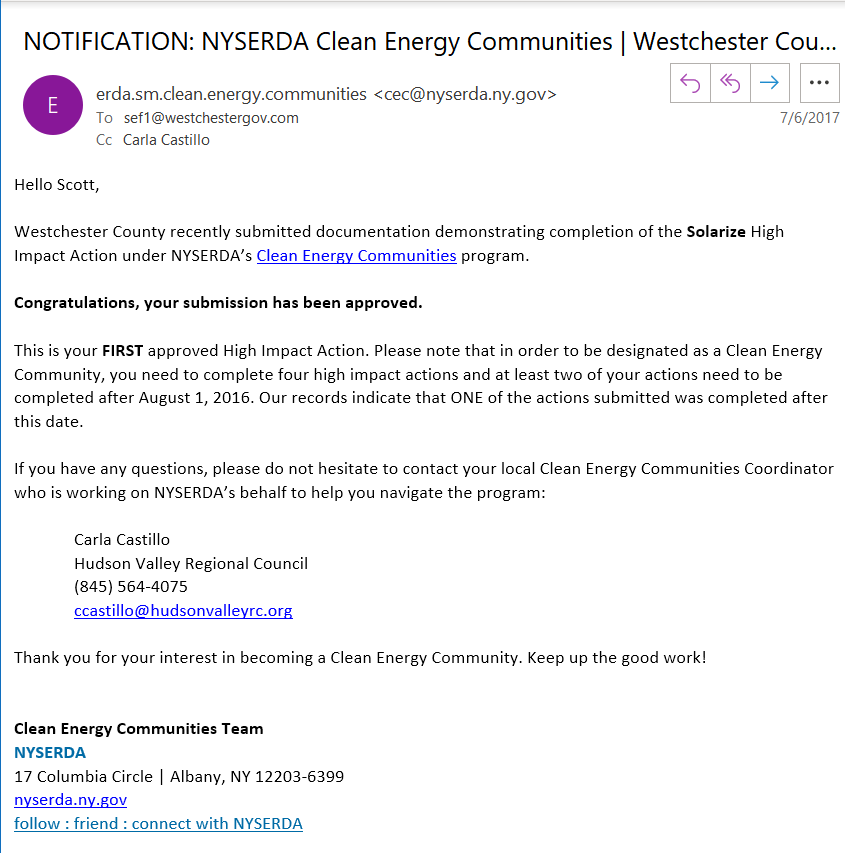 NOTIFICATION: NYSERDA Clean Energy Communities | Westchester Cou...
E
erda.sm.clean.energy.communities <cec@nyserda.ny.gov>
To sef1@westchestergov.com
7/6/2017
Cc Carla Castillo
Hello Scott,
Westchester County recently submitted documentation demonstrating completion of the Solarize High
Impact Action under NYSERDA’s Clean Energy Communities program.
Congratulations, your submission has been approved.
This is your FIRST approved High Impact Action. Please note that in order to be designated as a Clean Energy
Community, you need to complete four high impact actions and at least two of your actions need to be
completed after August 1, 2016. Our records indicate that ONE of the actions submitted was completed after
this date.
If you have any questions, please do not hesitate to contact your local Clean Energy Communities Coordinator
who is working on NYSERDA’s behalf to help you navigate the program:
Carla Castillo
Hudson Valley Regional Council
(845) 564-4075
ccastillo@hudsonvalleyrc.org
Thank you for your interest in becoming a Clean Energy Community. Keep up the good work!
Clean Energy Communities Team
NYSERDA
17 Columbia Circle | Albany, NY 12203-6399
nyserda.ny.gov
follow : friend : connect with NYSERDA